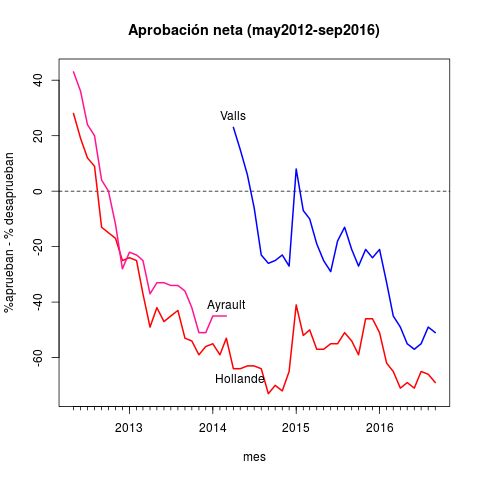 Aprobación neta (may2012-sep2016)
%aprueban - % desaprueban
40
20
0
-20
-40
-60
Valls
Ayrault
Hollande
2013
2014
2015
2016
mes